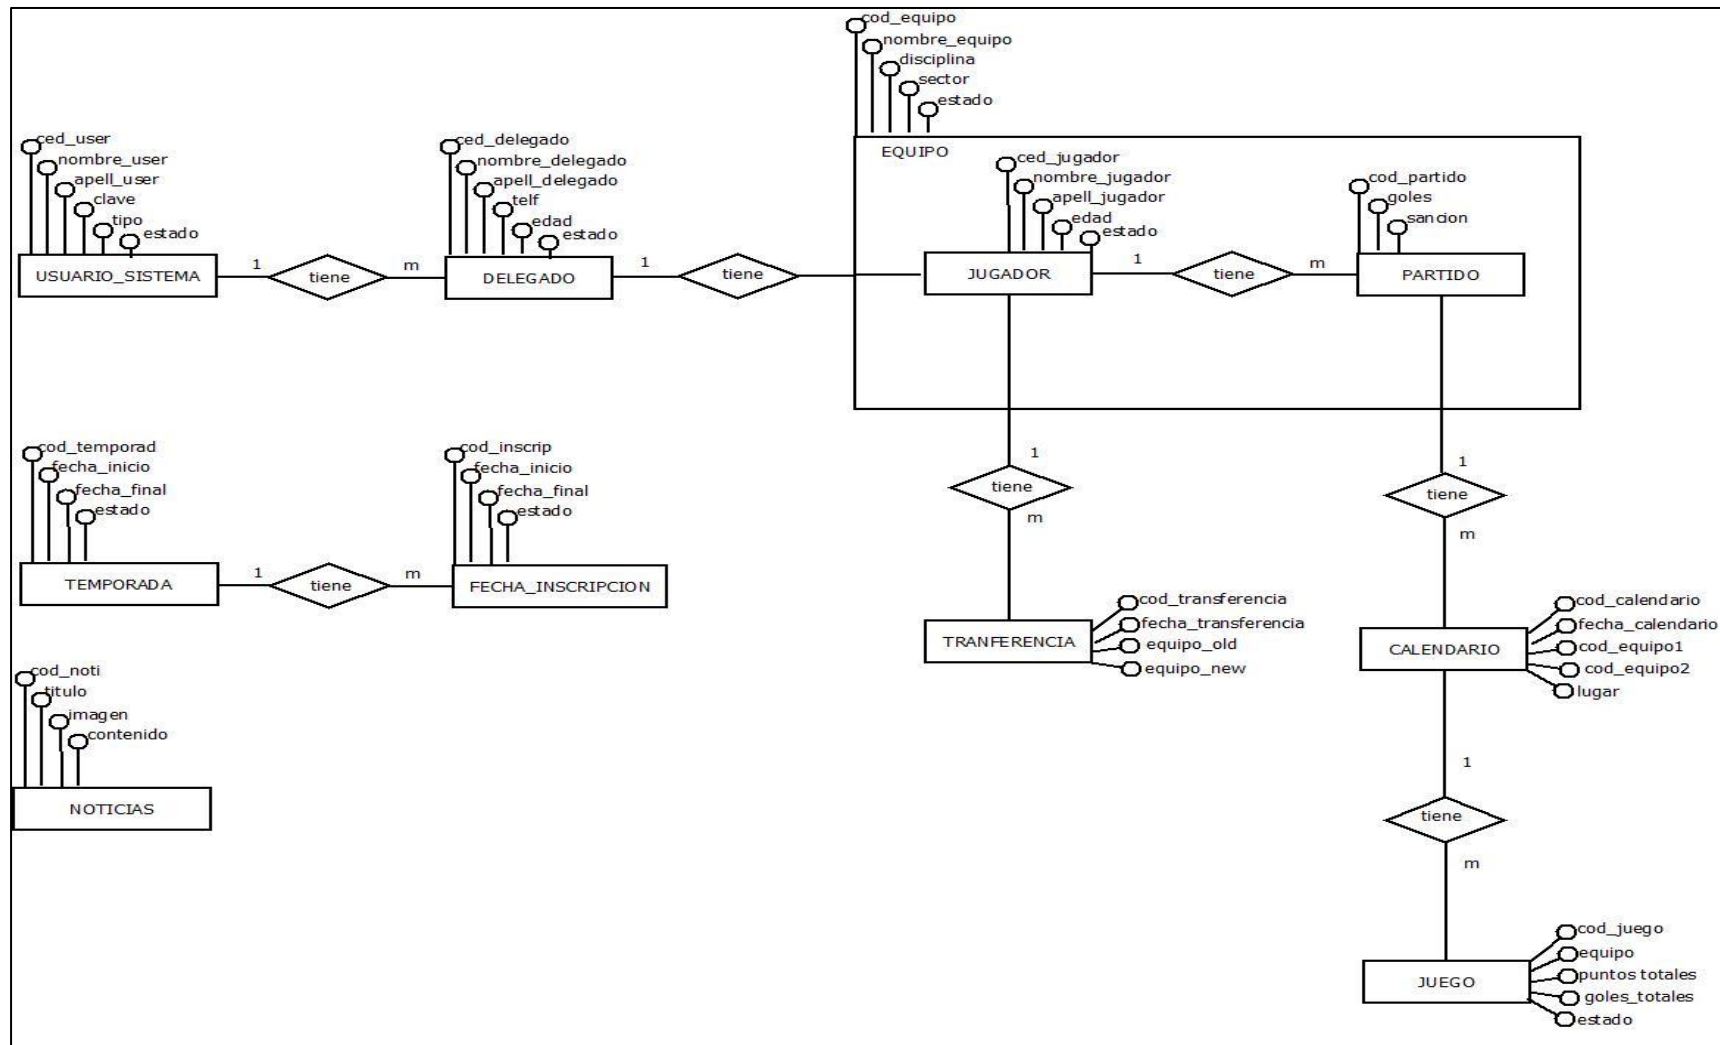 cod_equipo
nombre_equipo
disciplina
sector
estado
EQUIPO
ced_user
nombre_user
apell_user
clave
tipo
estado
USUARIO_SISTEMA
1
tiene
m
ced_delegado
nombre_delegado
apell_delegado
telf
edad
estado
DELEGADO
1
tiene
ced_jugador
nombre_jugador
apell_jugador
edad
estado
JUGADOR
1
tiene
m
cod_partido
goles
sancion
PARTIDO
cod_temporad
fecha_inicio
fecha_final
estado
TEMPORADA
1
tiene
m
cod_inscrip
fecha_inicio
fecha_final
estado
FECHA_INSCRIPCION
1
tiene
m
cod_transferencia
fecha_transferencia
equipo_old
equipo_new
TRANFERENCIA
1
tiene
m
cod_calendario
fecha_calendario
cod_equipo1
cod_equipo2
lugar
CALENDARIO
cod_noti
titulo
imagen
contenido
NOTICIAS
1
tiene
m
cod_juego
equipo
puntos totales
goles_totales
estado
JUEGO